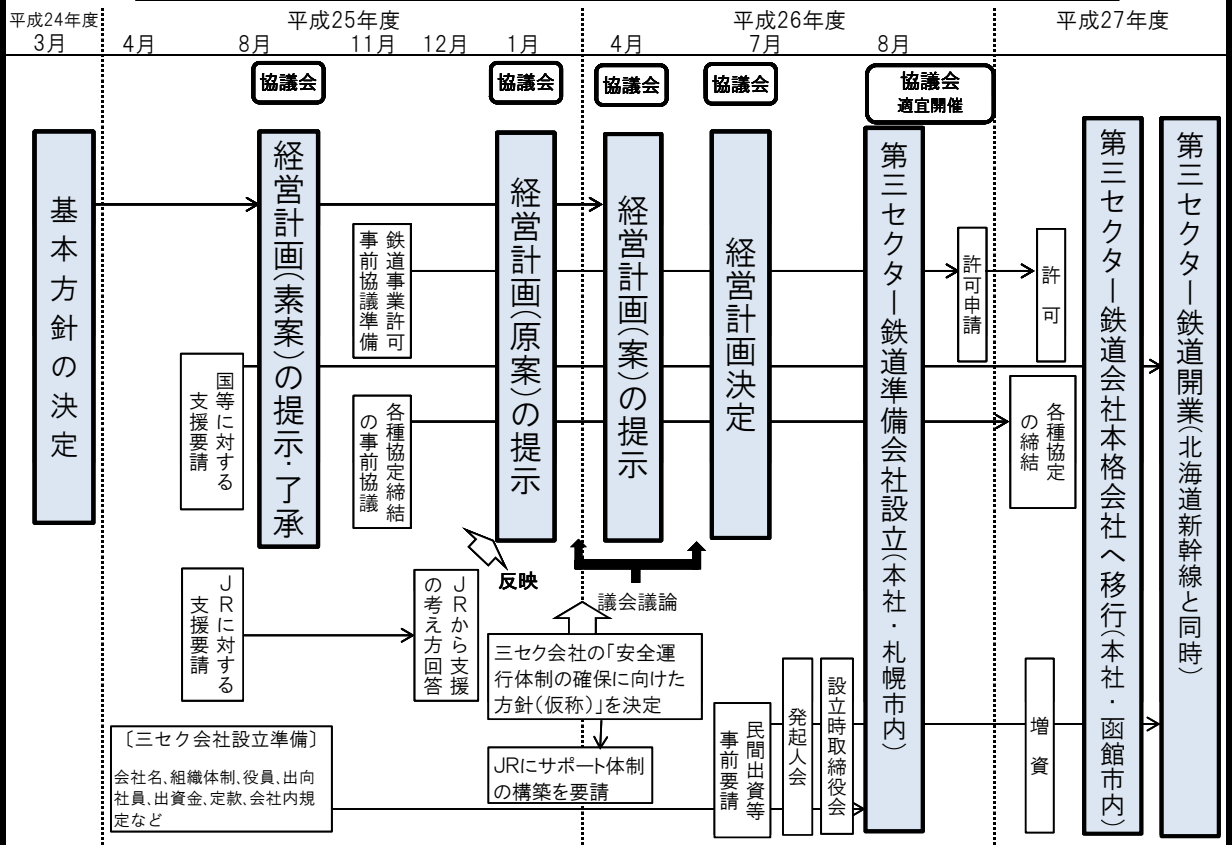 平成24年度
平成25年度
平成26年度
平成27年度
3月
4月
8月
11月
12月
1月
4月
7月
8月
協議会
協議会
協議会
協議会
協議会
適宜開催
基本方針の決定
経営計画(素案)の提示・了承
経営計画(原案)の提示
経営計画(案)の提示
経営計画決定
第三セクター鉄道準備会社設立(本社・札幌市内)
第三セクター鉄道会社本格会社へ移行(本社・函館市内)
第三セクター鉄道開業(北海道新幹線と同時)
鉄道事業許可
事前協議準備
許可申請
許可
国等に対する
支援要請
各種協定締結
の事前協議
各種協定
の締結
反映
議会議論
JRに対する
支援要請
JRから支援
の考え方回答
三セク会社の「安全運
行体制の確保に向けた
方針(仮称)」を決定
JRにサポート体制
の構築を要請
〔三セク会社設立準備〕
会社名、組織体制、役員、出向
社員、出資金、定款、会社内規
定など
民間出資等
事前要請
発起人会
設立時取締役会
増資